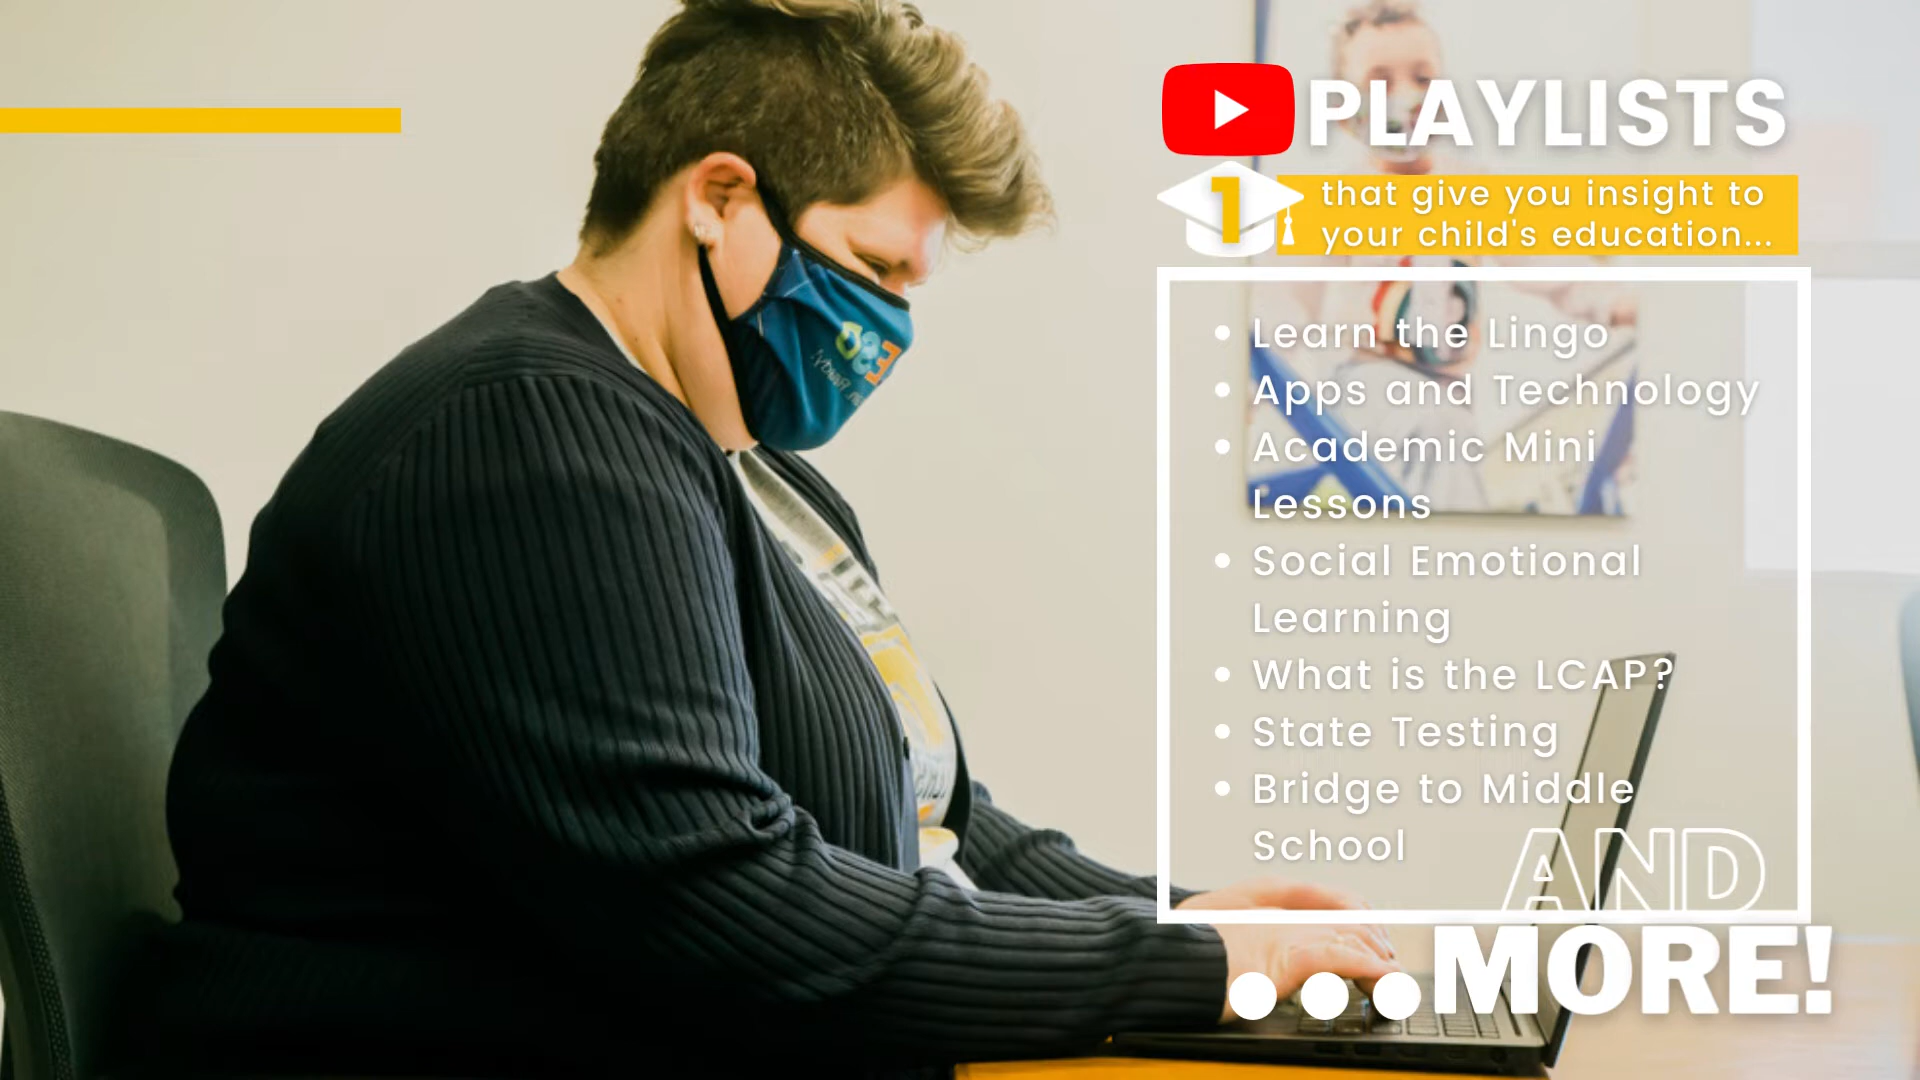 PLAYLISTS
1
that give you insight to
your child's education...
• Learn the Lingo
• Apps and Technology
• Academic Mini
Lessons
• Social Emotional
Learning
• What is the LCAP?
• State Testing
• Bridge to Middle
School
AND
...MORE!